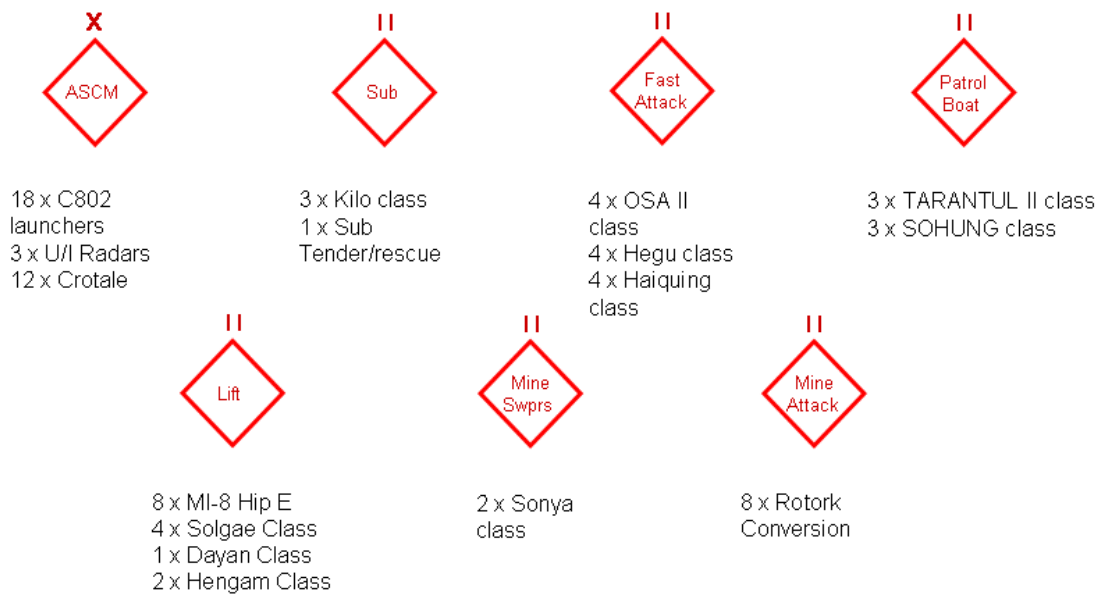 X
ASCM
18 x C802
launchers
3 x U/I Radars
12 x Crotale
II
Sub
3 x Kilo class
1 x Sub
Tender/rescue
II
Fast
Attack
4 x OSA II
class
4 x Hegu class
4 x Haiquing
class
II
Patrol
Boat
3 x TARANTUL II class
3 x SOHUNG class
II
Lift
8 x MI-8 Hip E
4 x Solgae Class
1 x Dayan Class
2 x Hengam Class
II
Mine
Swprs
2 x Sonya
class
II
Mine
Attack
8 x Rotork
Conversion